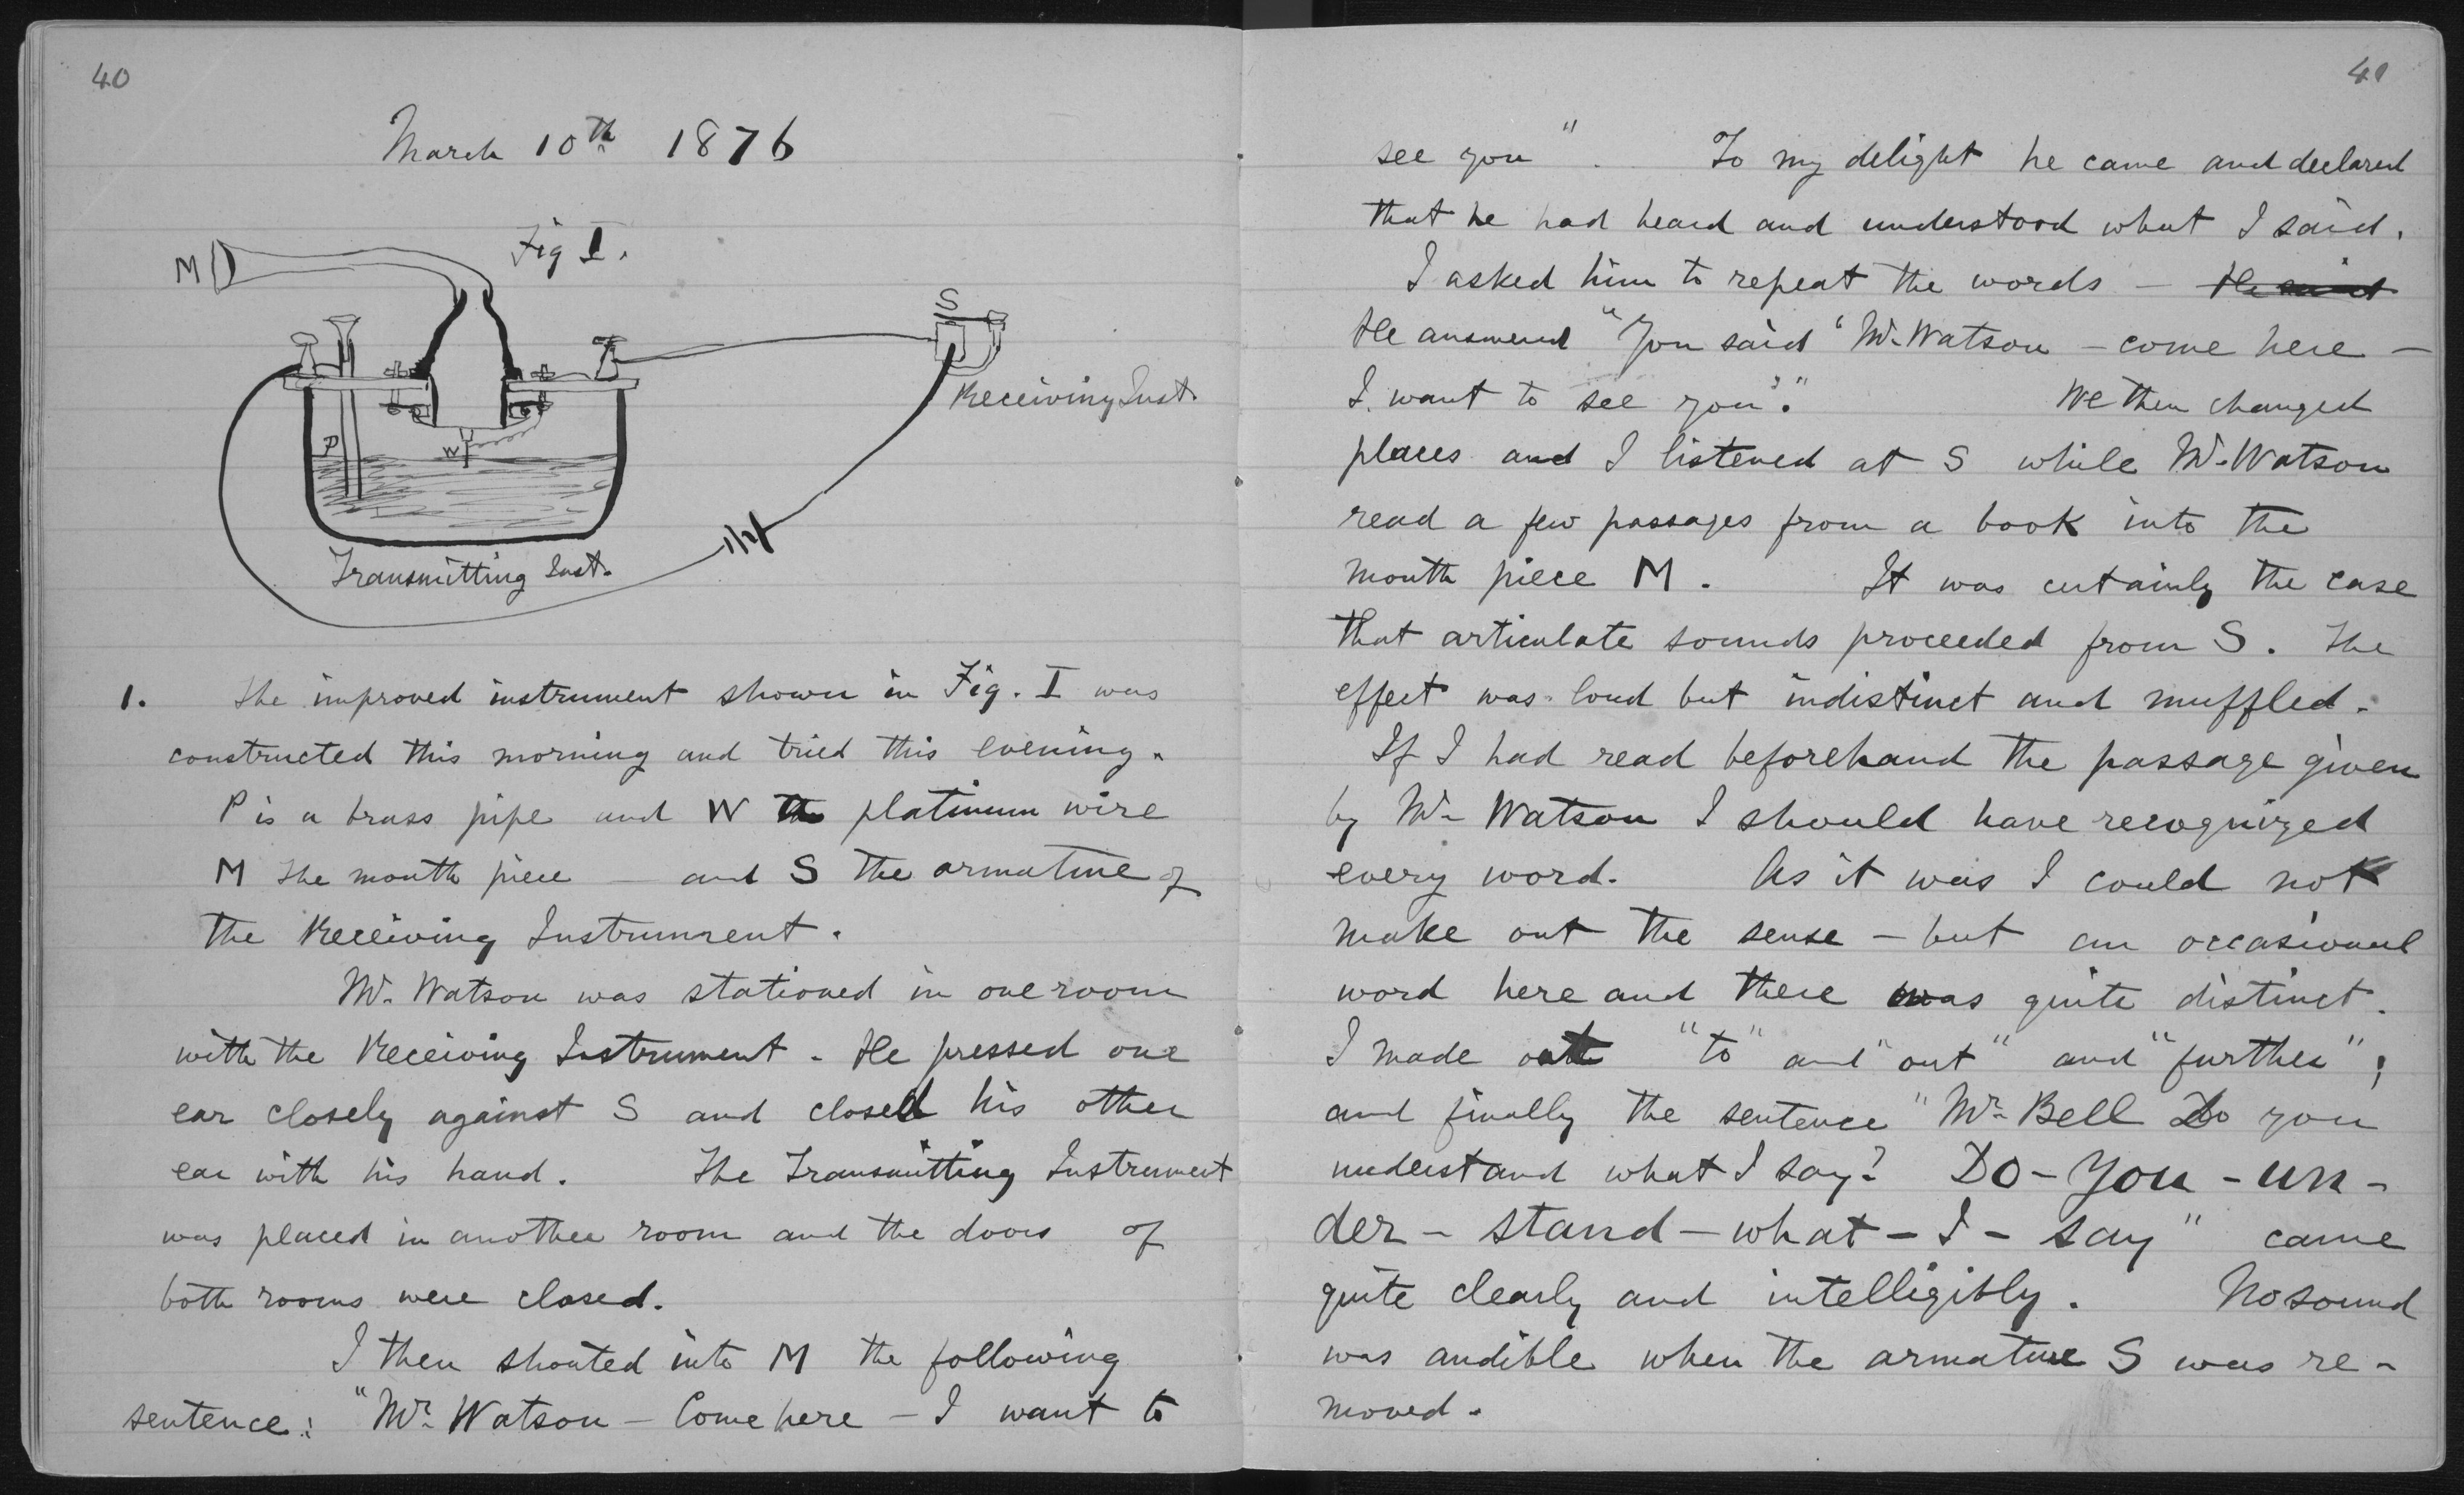 40
March 10th 1876
Fig I.
M
S
Receiving Inst.
P
W
Transmitting Inst.
1. The improved instrument shown in Fig. I was
constructed this morning and tried this evening.
P is a brass pipe and W the platinum wire
M the mouth piece — and S the armature of
the Receiving Instrument.
Mr. Watson was stationed in one room
with the Receiving Instrument. He pressed one
ear closely against S and closed his other
ear with his hand. The Transmitting Instrument
was placed in another room and the doors of
both rooms were closed.
I then shouted into M the following
sentence: "Mr. Watson — Come here — I want to
41
see you". To my delight he came and declared
that he had heard and understood what I said.
I asked him to repeat the words — He said
He answered "You said 'Mr. Watson — come here —
I want to see you'." We then changed
places and I listened at S while Mr. Watson
read a few passages from a book into the
mouth piece M. It was certainly the case
that articulate sounds proceeded from S. The
effect was loud but indistinct and muffled.
If I had read beforehand the passage given
by Mr. Watson I should have recognized
every word. As it was I could not
make out the sense — but an occasional
word here and there was quite distinct.
I made out "to" and "out" and "further";
and finally the sentence "Mr. Bell Do you
understand what I say? DO — you — un —
der — stand — what — I — say" came
quite clearly and intelligibly. No sound
was audible when the armature S was re-
moved.